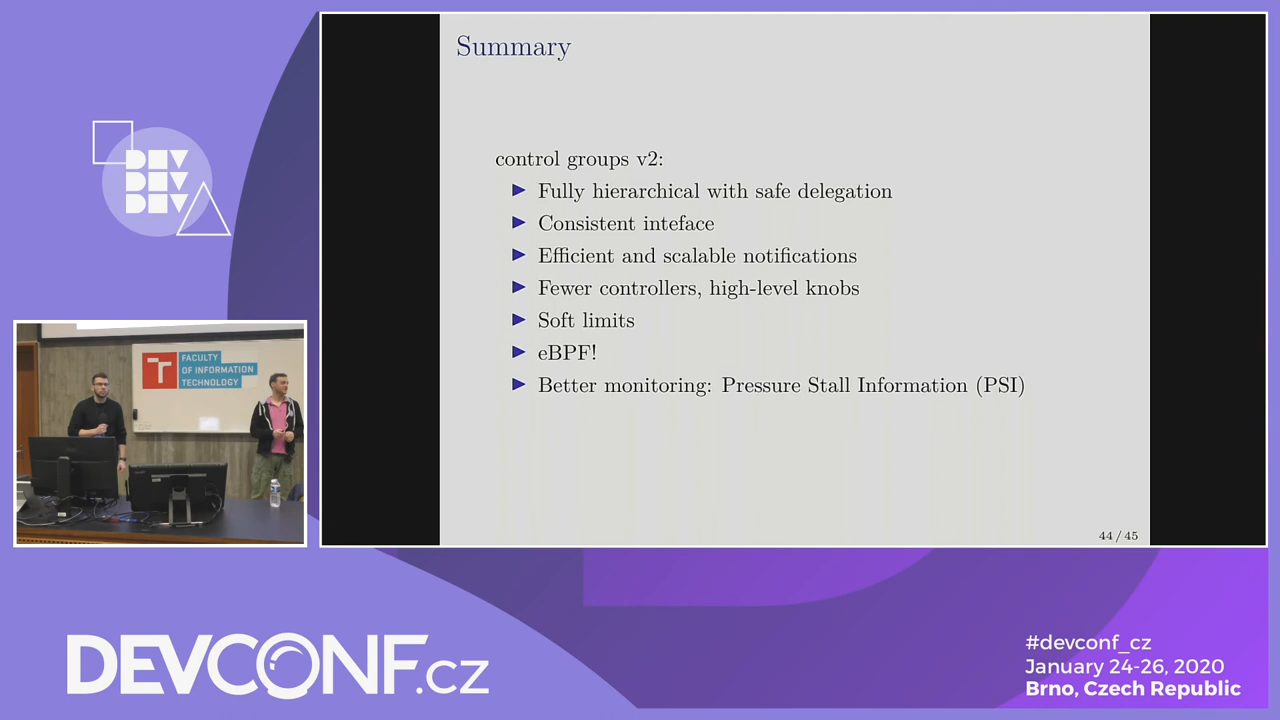 Summary
control groups v2:
Fully hierarchical with safe delegation
Consistent inteface
Efficient and scalable notifications
Fewer controllers, high-level knobs
Soft limits
eBPF!
Better monitoring: Pressure Stall Information (PSI)
44 / 45
DEV
DEV
DEV
T
FACULTY
OF INFORMATION
TECHNOLOGY
DEVCONF.cz
#devconf_cz
January 24-26, 2020
Brno, Czech Republic